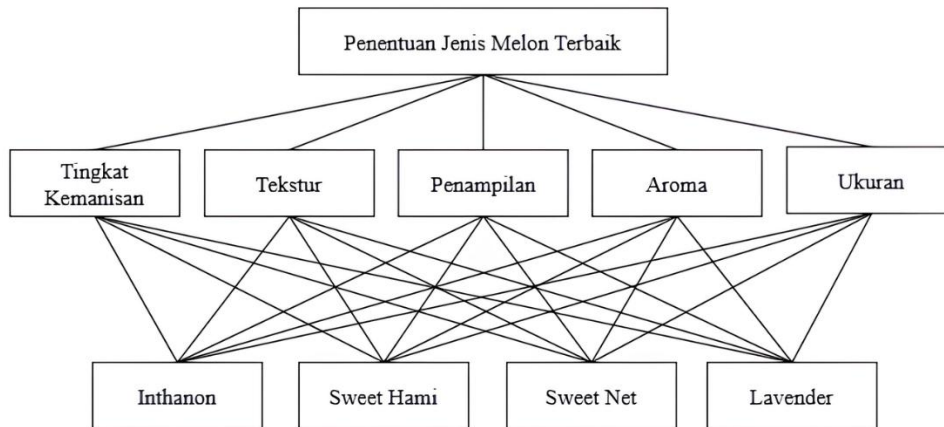 Penentuan Jenis Melon Terbaik
Tingkat
Kemanisan
Tekstur
Penampilan
Aroma
Ukuran
Inthanon
Sweet Hami
Sweet Net
Lavender